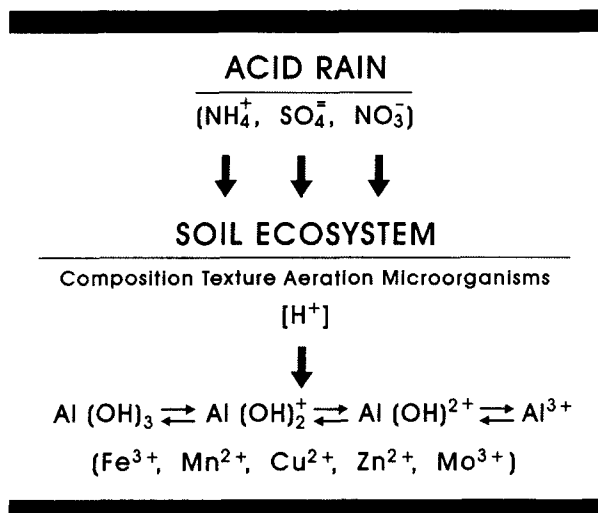 ACID RAIN
(NH₄⁺, SO₄⁼, NO₃⁻)
SOIL ECOSYSTEM
Composition Texture Aeration Microorganisms
[H⁺]
Al (OH)₃ ⇄ Al (OH)₂⁺ ⇄ Al (OH)²⁺ ⇄ Al³⁺
(Fe³⁺, Mn²⁺, Cu²⁺, Zn²⁺, Mo³⁺)